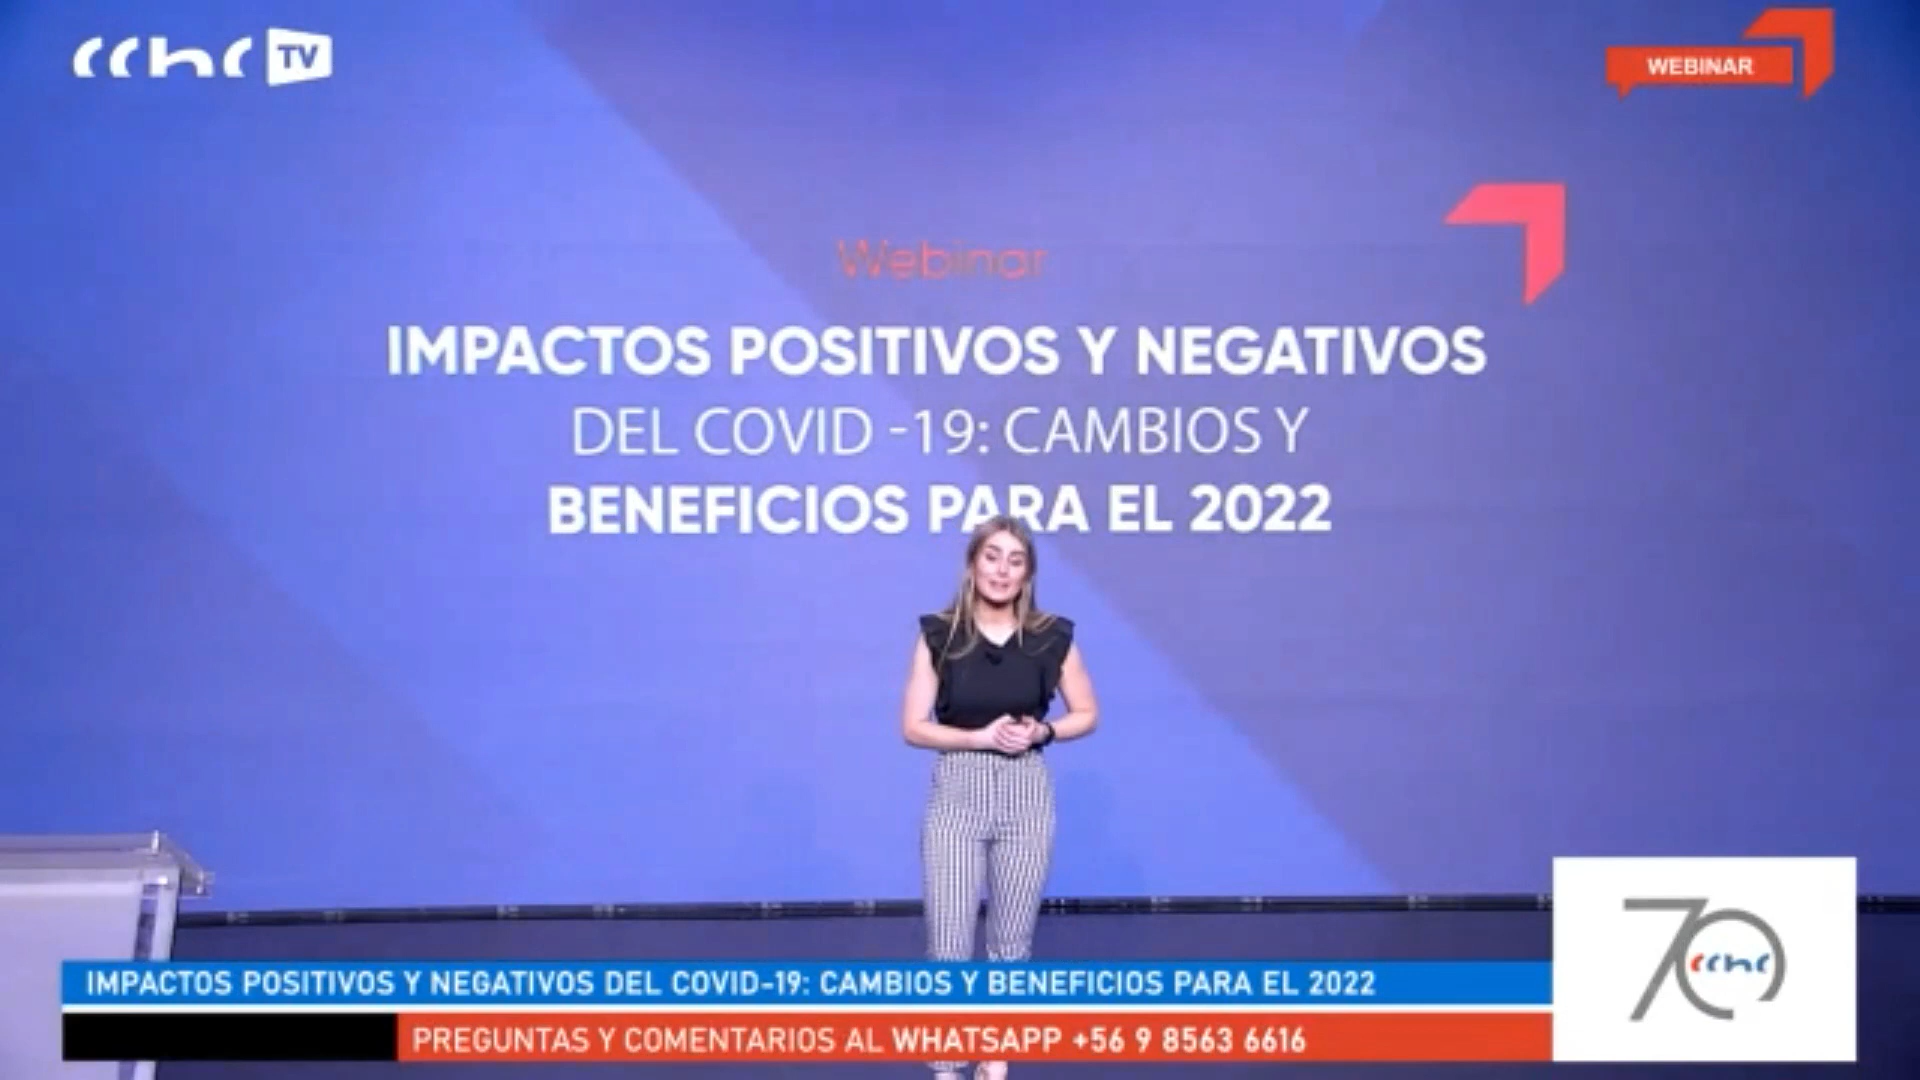 cchc TV
WEBINAR
Webinar
IMPACTOS POSITIVOS Y NEGATIVOS
DEL COVID -19: CAMBIOS Y
BENEFICIOS PARA EL 2022
IMPACTOS POSITIVOS Y NEGATIVOS DEL COVID-19: CAMBIOS Y BENEFICIOS PARA EL 2022
PREGUNTAS Y COMENTARIOS AL WHATSAPP +56 9 8563 6616
70
cchc